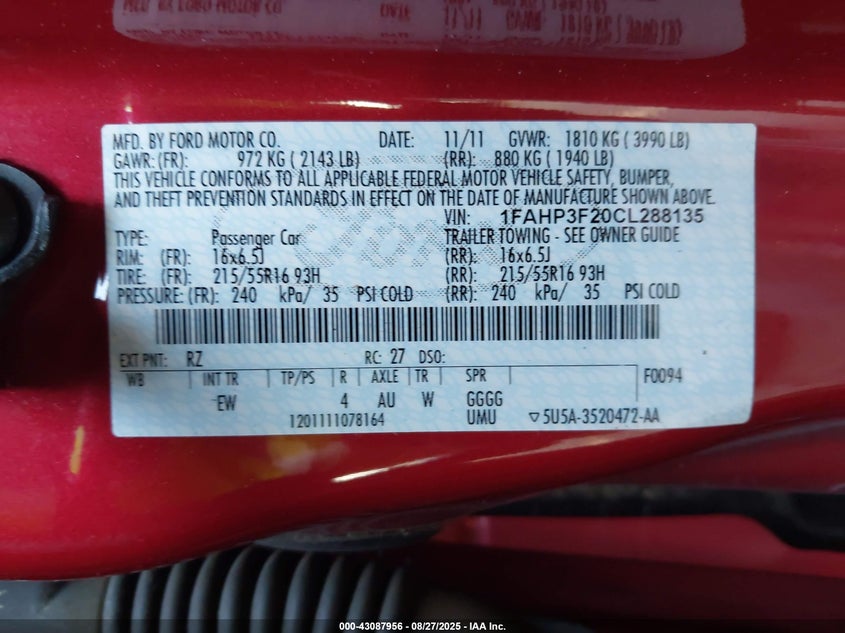 MFD. BY FORD MOTOR CO. DATE: 11/11 GVWR: 1810 KG ( 3990 LB)
GAWR: (FR): 972 KG ( 2143 LB) (RR): 880 KG ( 1940 LB)
THIS VEHICLE CONFORMS TO ALL APPLICABLE FEDERAL MOTOR VEHICLE SAFETY, BUMPER,
AND THEFT PREVENTION STANDARDS IN EFFECT ON THE DATE OF MANUFACTURE SHOWN ABOVE.
VIN: 1FAHP3F20CL288135
TYPE: Passenger Car TRAILER TOWING - SEE OWNER GUIDE
RIM: (FR): 16x6.5J (RR): 16x6.5J
TIRE: (FR): 215/55R16 93H (RR): 215/55R16 93H
PRESSURE: (FR): 240 kPa/ 35 PSI COLD (RR): 240 kPa/ 35 PSI COLD
EXT PNT: RZ RC: 27 DSO:
WB INT TR TP/PS R AXLE TR SPR F0094
EW 4 AU W GGGG
1201111078164 UMU ▽5U5A-3520472-AA
000-43087956 - 08/27/2025 - IAA Inc.